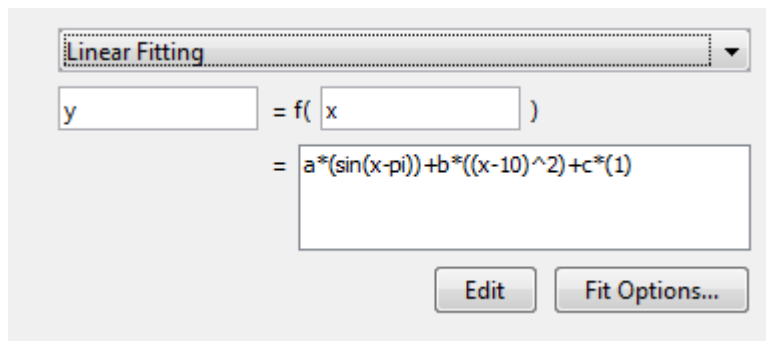 Linear Fitting
y = f( x )
= a*(sin(x-pi))+b*((x-10)^2)+c*(1)
Edit Fit Options...